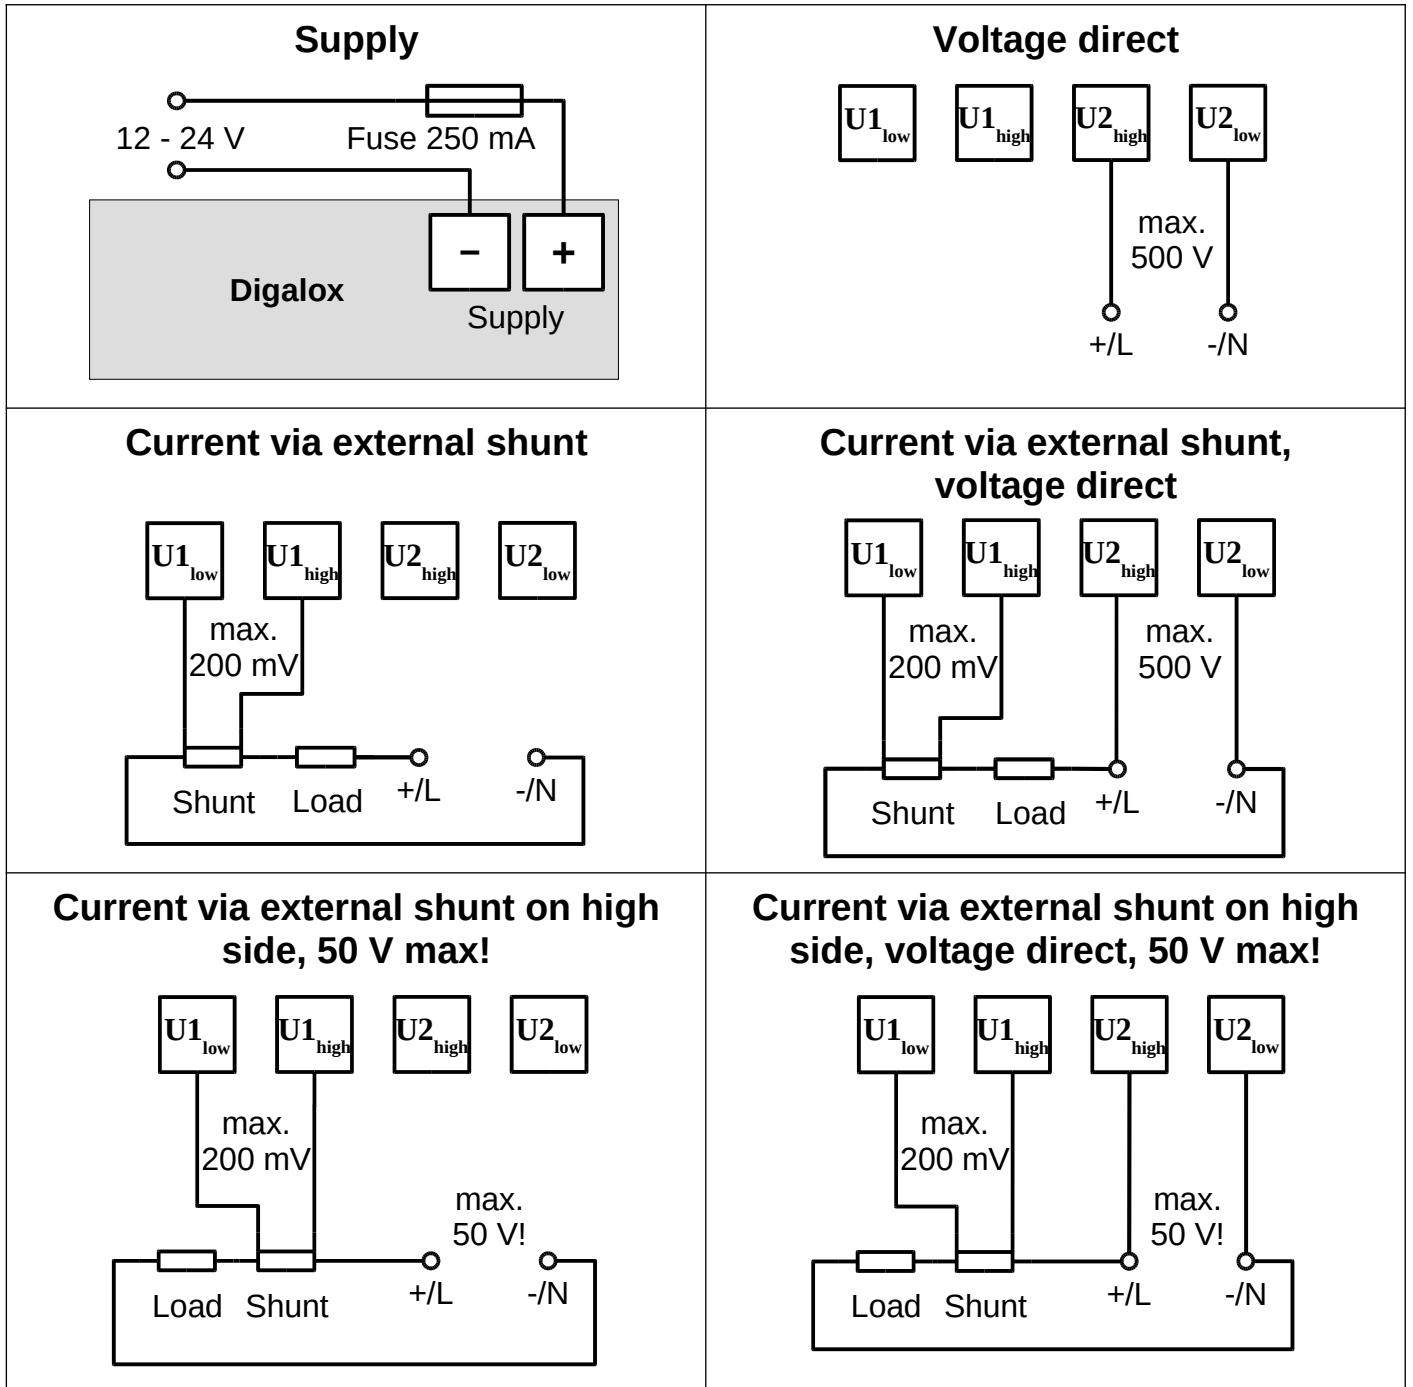 Supply
12 - 24 V
Fuse 250 mA
− +
Digalox
Supply
Voltage direct
U1low U1high U2high U2low
max.
500 V
+/L -/N
Current via external shunt
U1low U1high U2high U2low
max.
200 mV
Shunt Load +/L -/N
Current via external shunt,
voltage direct
U1low U1high U2high U2low
max. max.
200 mV 500 V
Shunt Load +/L -/N
Current via external shunt on high
side, 50 V max!
U1low U1high U2high U2low
max.
200 mV
max.
50 V!
Load Shunt +/L -/N
Current via external shunt on high
side, voltage direct, 50 V max!
U1low U1high U2high U2low
max.
200 mV
max.
50 V!
Load Shunt +/L -/N